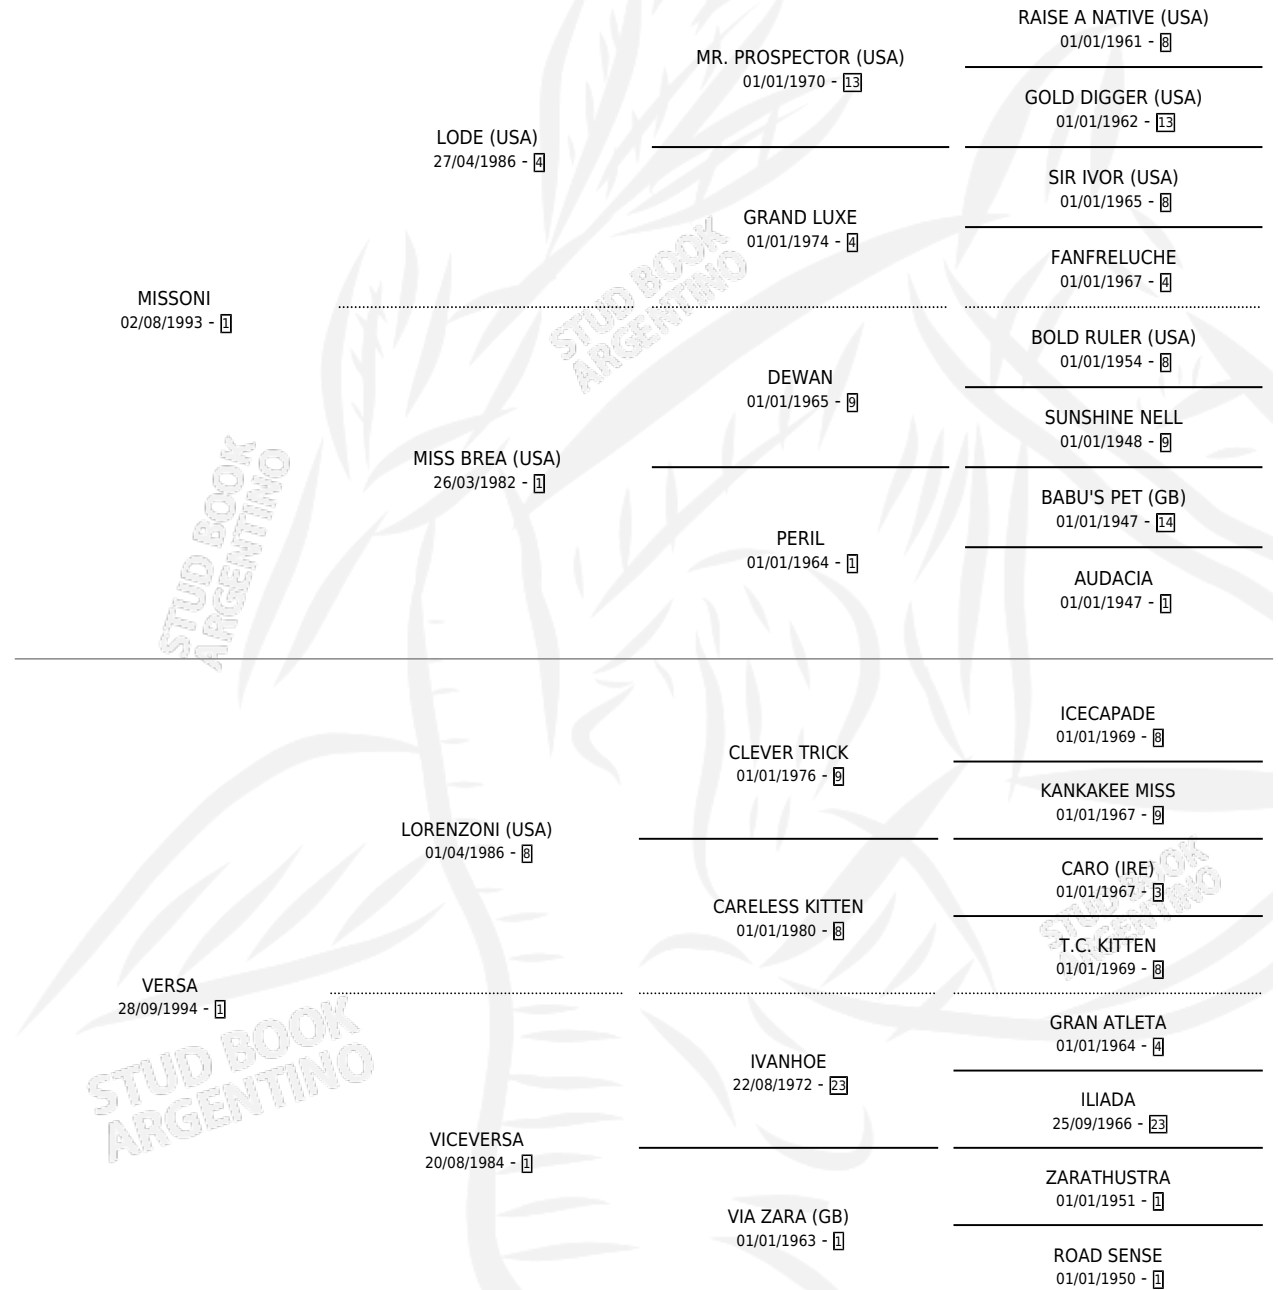 RAISE A NATIVE (USA)
01/01/1961 - 8
MR. PROSPECTOR (USA)
01/01/1970 - 13
GOLD DIGGER (USA)
01/01/1962 - 13
LODE (USA)
27/04/1986 - 4
SIR IVOR (USA)
01/01/1965 - 8
GRAND LUXE
01/01/1974 - 4
FANFRELUCHE
01/01/1967 - 4
MISSONI
02/08/1993 - 1
BOLD RULER (USA)
01/01/1954 - 8
DEWAN
01/01/1965 - 9
SUNSHINE NELL
01/01/1948 - 9
MISS BREA (USA)
26/03/1982 - 1
BABU'S PET (GB)
01/01/1947 - 14
PERIL
01/01/1964 - 1
AUDACIA
01/01/1947 - 1
ICECAPADE
01/01/1969 - 8
CLEVER TRICK
01/01/1976 - 9
KANKAKEE MISS
01/01/1967 - 9
LORENZONI (USA)
01/04/1986 - 8
CARO (IRE)
01/01/1967 - 3
CARELESS KITTEN
01/01/1980 - 8
T.C. KITTEN
01/01/1969 - 8
VERSA
28/09/1994 - 1
GRAN ATLETA
01/01/1964 - 4
IVANHOE
22/08/1972 - 23
ILIADA
25/09/1966 - 23
VICEVERSA
20/08/1984 - 1
ZARATHUSTRA
01/01/1951 - 1
VIA ZARA (GB)
01/01/1963 - 1
ROAD SENSE
01/01/1950 - 1
STUD BOOK
ARGENTINO
STUD BOOK
ARGENTINO
STUD BOOK
ARGENTINO
STUD BOOK
ARGENTINO